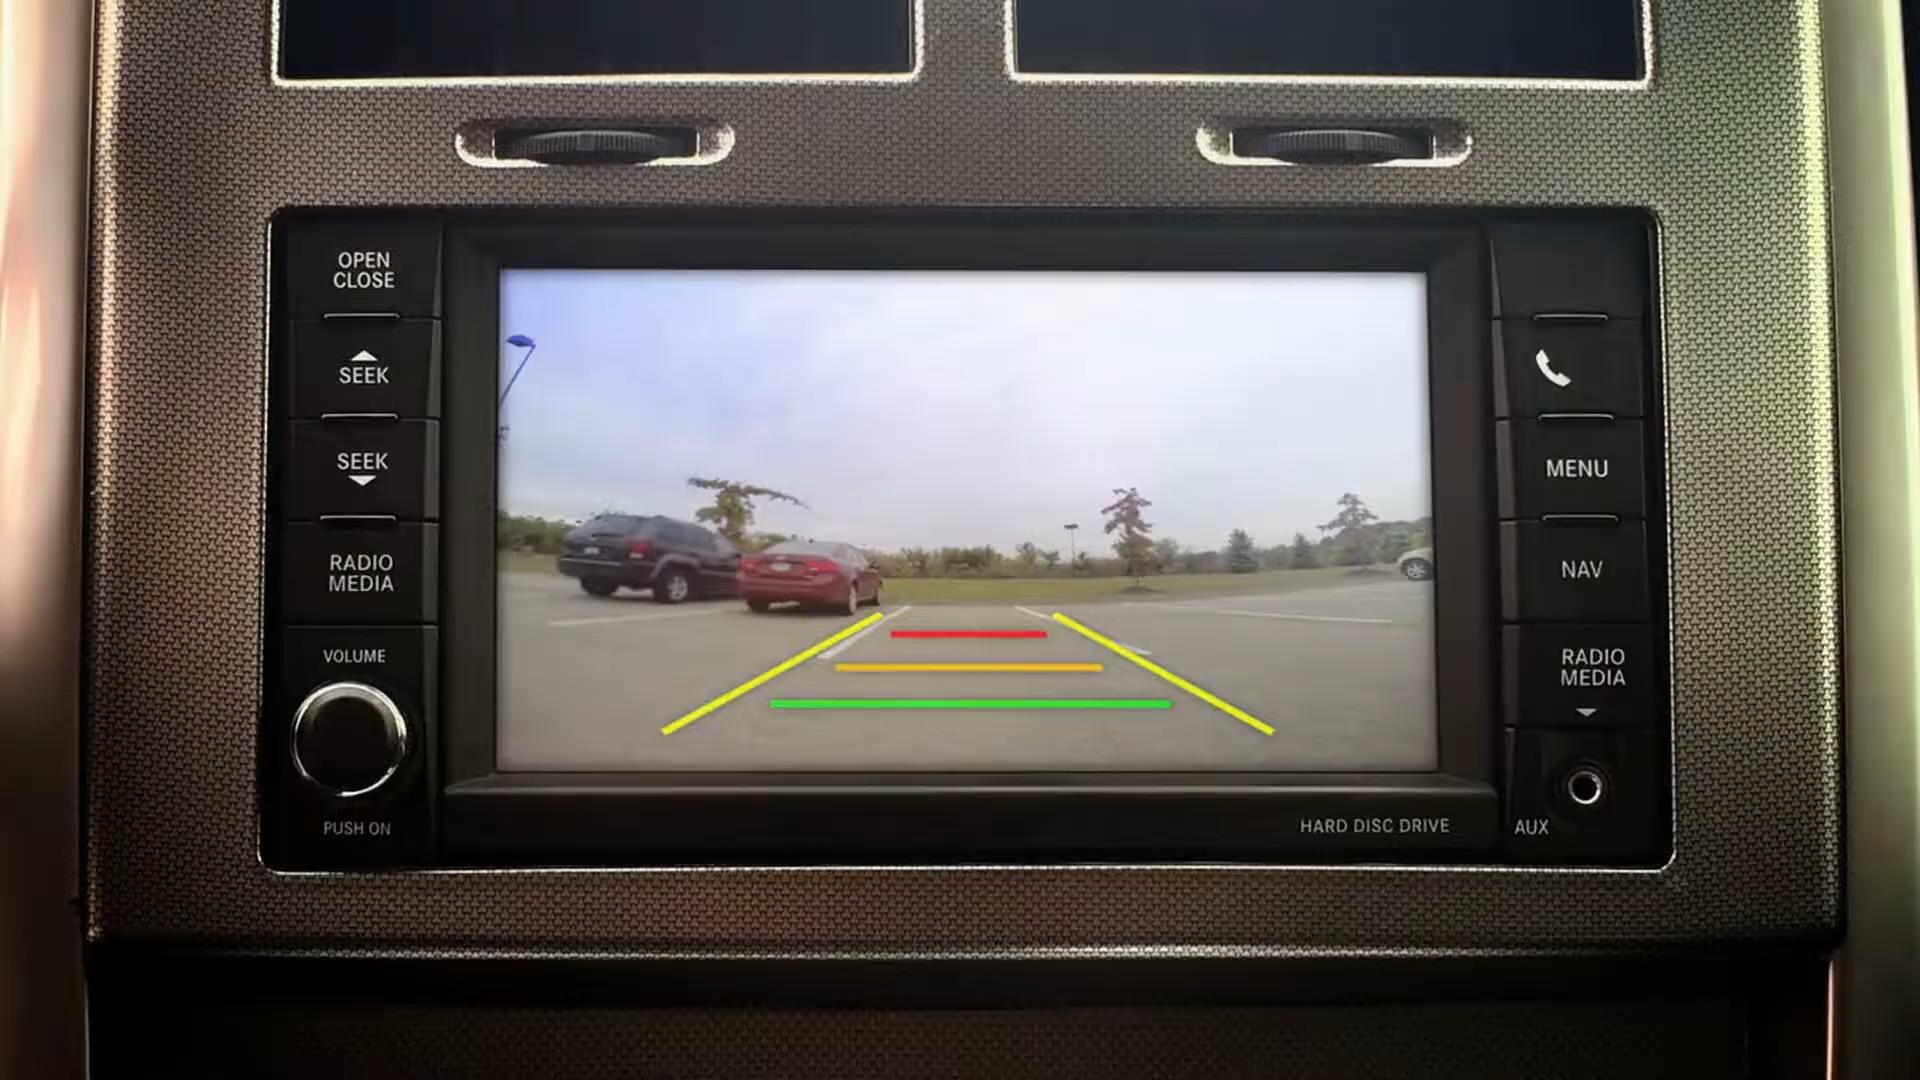 OPEN
CLOSE
SEEK
SEEK
RADIO
MEDIA
VOLUME
PUSH ON
MENU
NAV
RADIO
MEDIA
HARD DISC DRIVE
AUX